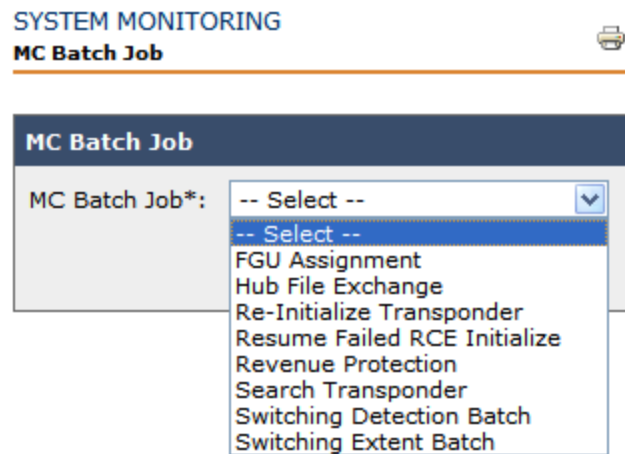 SYSTEM MONITORING
MC Batch Job
MC Batch Job
MC Batch Job*: -- Select --
-- Select --
FGU Assignment
Hub File Exchange
Re-Initialize Transponder
Resume Failed RCE Initialize
Revenue Protection
Search Transponder
Switching Detection Batch
Switching Extent Batch